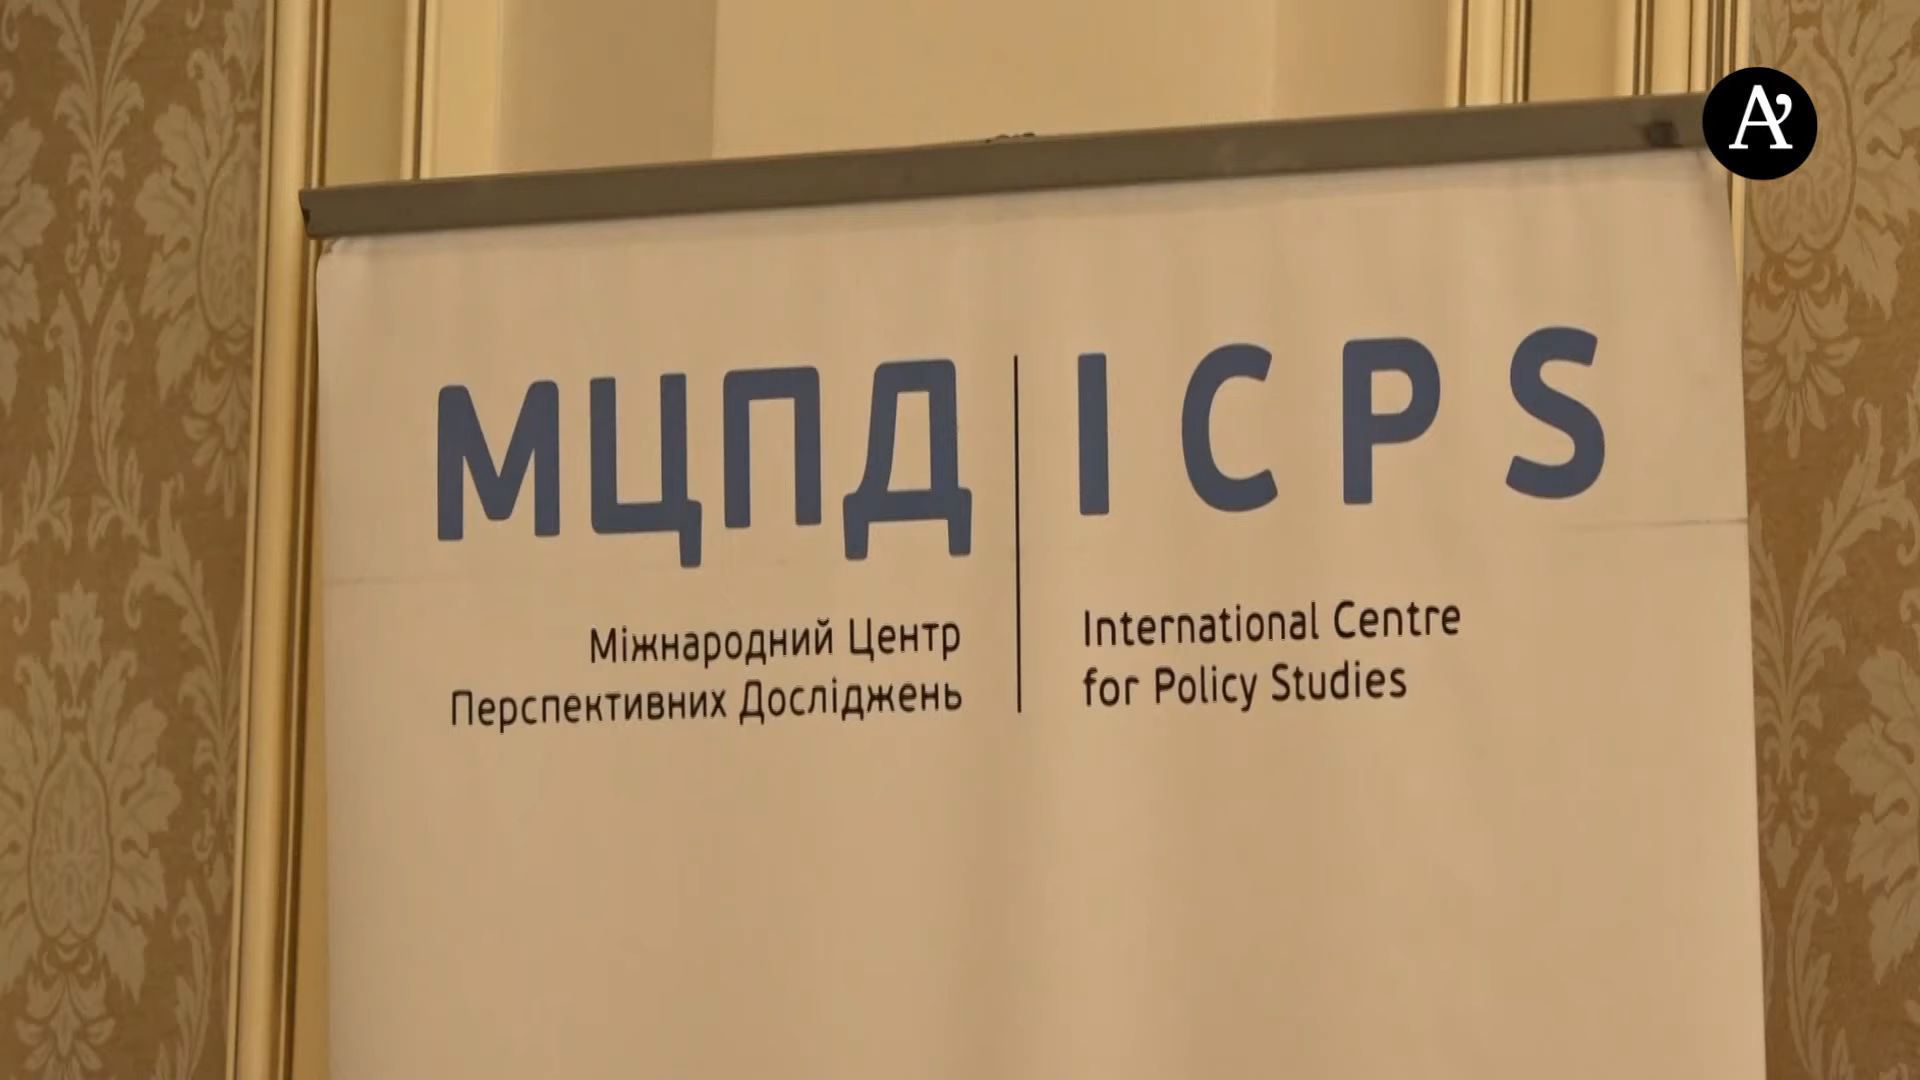 МЦПД
Міжнародний Центр
Перспективних Досліджень
ICPS
International Centre
for Policy Studies
A